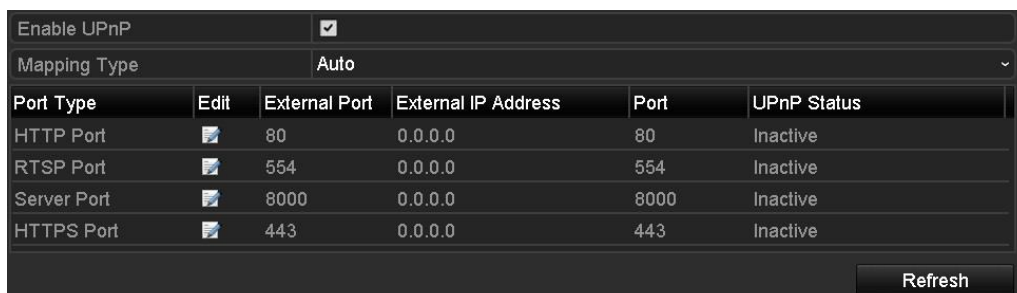 Enable UPnP
Mapping Type Auto
Port Type Edit External Port External IP Address Port UPnP Status
HTTP Port 80 0.0.0.0 80 Inactive
RTSP Port 554 0.0.0.0 554 Inactive
Server Port 8000 0.0.0.0 8000 Inactive
HTTPS Port 443 0.0.0.0 443 Inactive
Refresh